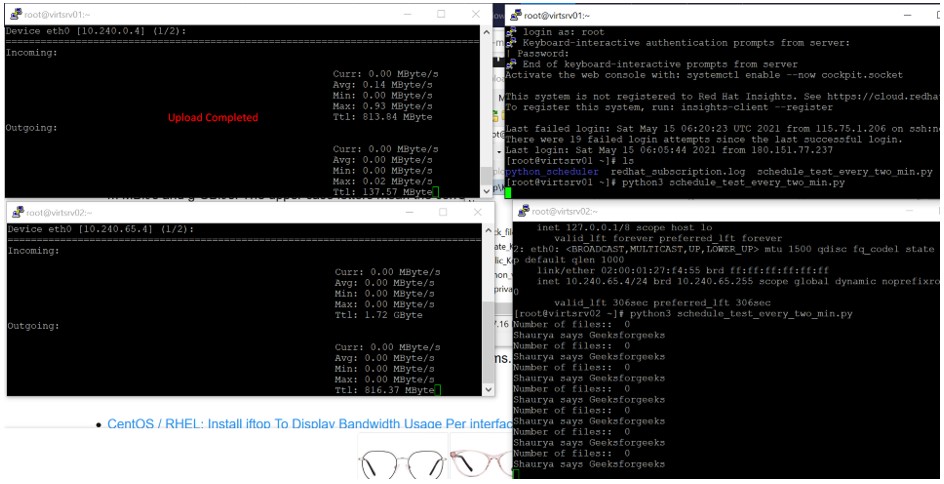 root@virtsrv01:~
Device eth0 [10.240.0.4] (1/2):
Incoming:
Curr: 0.00 MByte/s
Avg: 0.14 MByte/s
Min: 0.00 MByte/s
Max: 0.93 MByte/s
Ttl: 813.84 MByte
Upload Completed
Outgoing:
Curr: 0.00 MByte/s
Avg: 0.00 MByte/s
Min: 0.00 MByte/s
Max: 0.02 MByte/s
Ttl: 137.57 MByte
root@virtsrv01:~
login as: root
Keyboard-interactive authentication prompts from server:
| Password:
End of keyboard-interactive prompts from server
Activate the web console with: systemctl enable --now cockpit.socket
This system is not registered to Red Hat Insights. See https://cloud.redha
To register this system, run: insights-client --register
Last failed login: Sat May 15 06:20:23 UTC 2021 from 115.75.1.206 on ssh:no
There were 19 failed login attempts since the last successful login.
Last login: Sat May 15 06:05:44 2021 from 180.151.77.237
[root@virtsrv01 ~]# ls
python_scheduler redhat_subscription.log schedule_test_every_two_min.py
[root@virtsrv01 ~]# python3 schedule_test_every_two_min.py
root@virtsrv02:~
Device eth0 [10.240.65.4] (1/2):
Incoming:
Curr: 0.00 MByte/s
Avg: 0.00 MByte/s
Min: 0.00 MByte/s
Max: 0.00 MByte/s
Ttl: 1.72 GByte
Outgoing:
Curr: 0.00 MByte/s
Avg: 0.00 MByte/s
Min: 0.00 MByte/s
Max: 0.00 MByte/s
Ttl: 816.37 MByte
root@virtsrv02:~
inet 127.0.0.1/8 scope host lo
valid_lft forever preferred_lft forever
2: eth0: <BROADCAST,MULTICAST,UP,LOWER_UP> mtu 1500 qdisc fq_codel state
p default qlen 1000
link/ether 02:00:01:27:f4:55 brd ff:ff:ff:ff:ff:ff
inet 10.240.65.4/24 brd 10.240.65.255 scope global dynamic noprefixro
0
valid_lft 306sec preferred_lft 306sec
[root@virtsrv02 ~]# python3 schedule_test_every_two_min.py
Number of files:: 0
Shaurya says Geeksforgeeks
Number of files:: 0
Shaurya says Geeksforgeeks
Number of files:: 0
Shaurya says Geeksforgeeks
Number of files:: 0
Shaurya says Geeksforgeeks
Number of files:: 0
Shaurya says Geeksforgeeks
Number of files:: 0
Shaurya says Geeksforgeeks
Number of files:: 0
Shaurya says Geeksforgeeks
CentOS / RHEL: Install iftop To Display Bandwidth Usage Per interfac